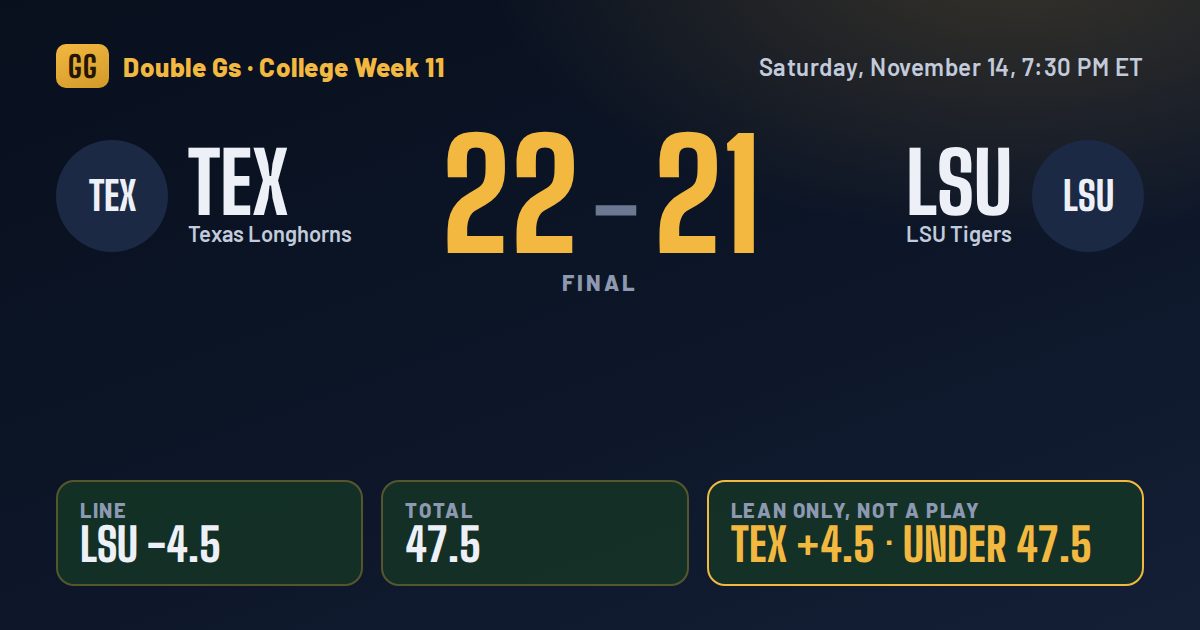 GG Double Gs · College Week 11
Saturday, November 14, 7:30 PM ET
TEX
TEX
Texas Longhorns
22 – 21
FINAL
LSU
LSU Tigers
LSU
LINE
LSU −4.5
TOTAL
47.5
LEAN ONLY, NOT A PLAY
TEX +4.5 · UNDER 47.5